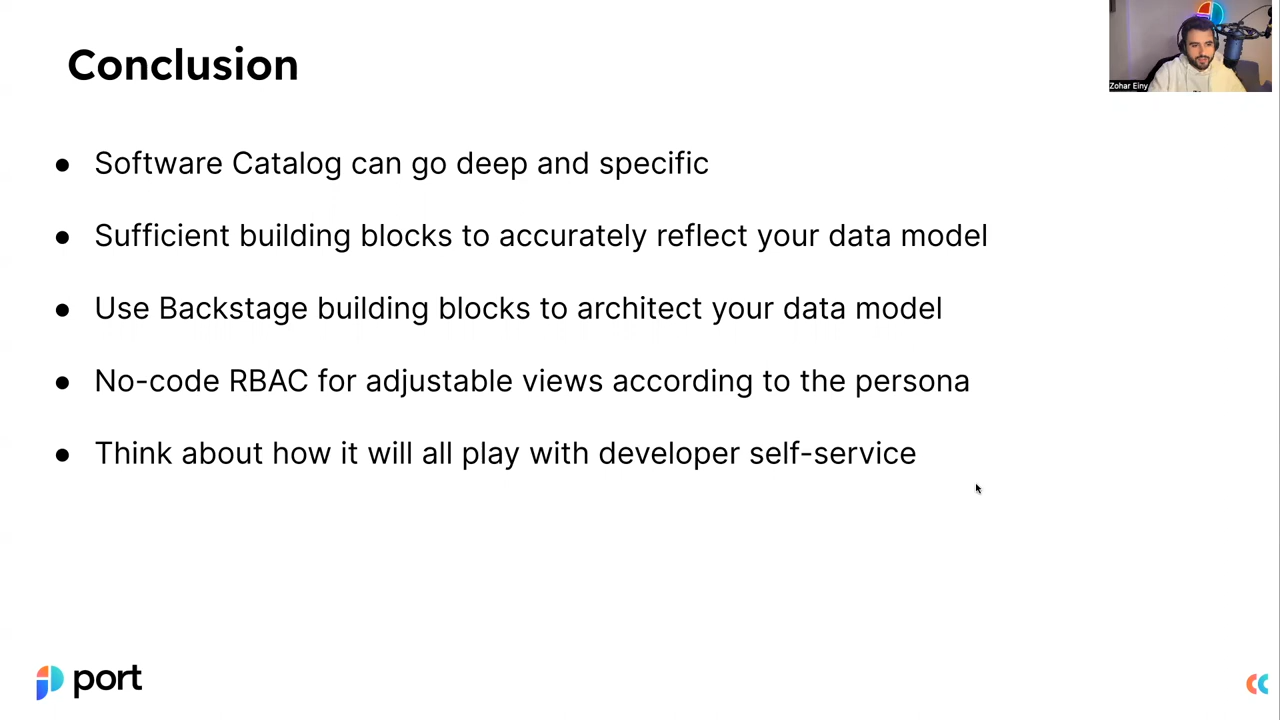 Conclusion
Zohar Einy
● Software Catalog can go deep and specific
● Sufficient building blocks to accurately reflect your data model
● Use Backstage building blocks to architect your data model
● No-code RBAC for adjustable views according to the persona
● Think about how it will all play with developer self-service
port